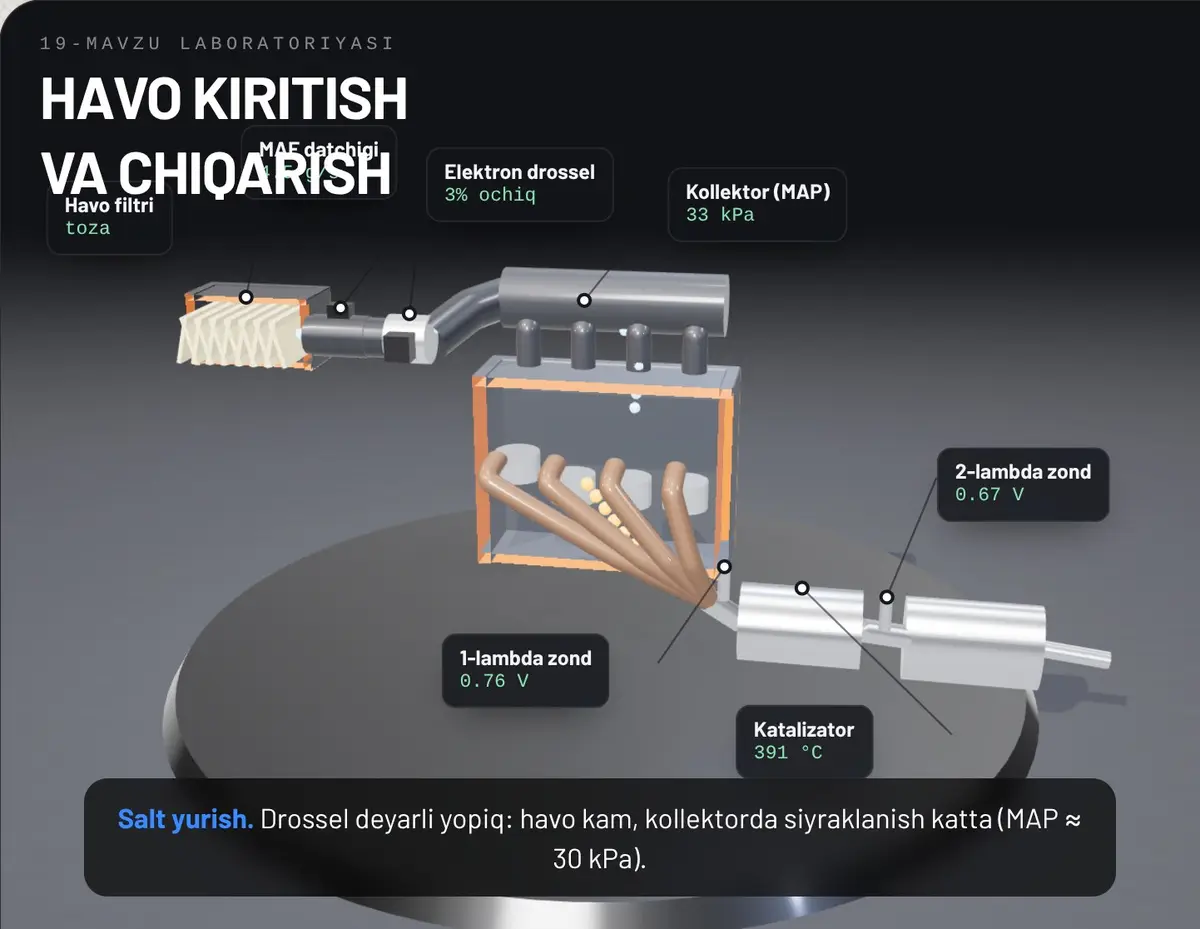 19-MAVZU LABORATORIYASI
HAVO KIRITISH
VA CHIQARISH
MAF datchigi
Havo filtri
toza
Elektron drossel
3% ochiq
Kollektor (MAP)
33 kPa
2-lambda zond
0.67 V
1-lambda zond
0.76 V
Katalizator
391 °C
Salt yurish. Drossel deyarli yopiq: havo kam, kollektorda siyraklanish katta (MAP ≈
30 kPa).